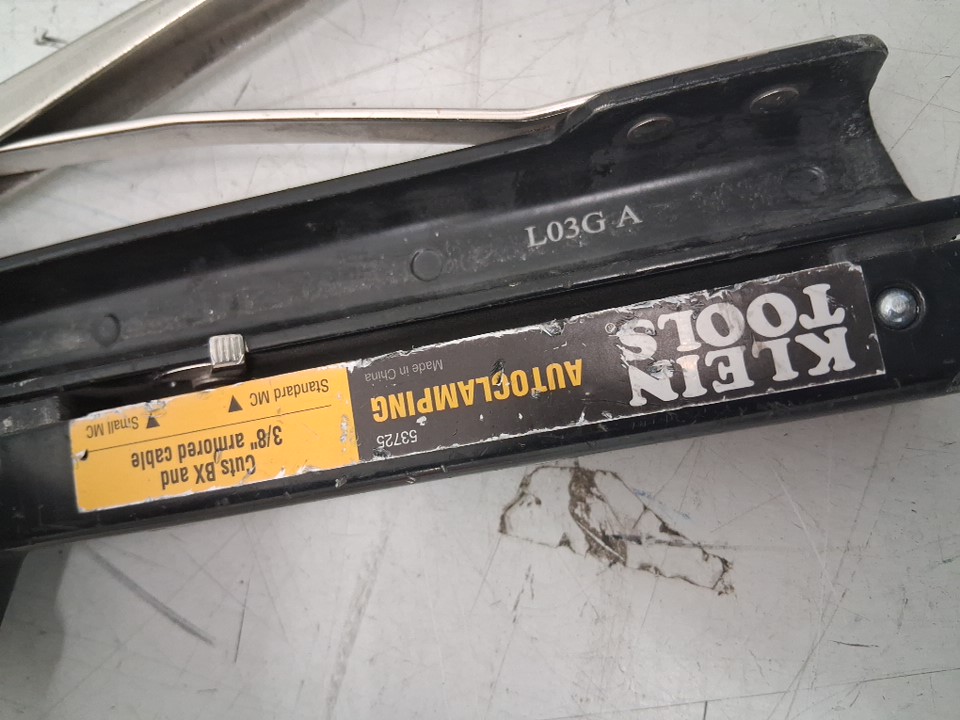 L03G A
KLEIN
TOOLS
AUTOCLAMPING
53725
Made in China
Cuts BX and
3/8" armored cable
Standard MC
Small MC